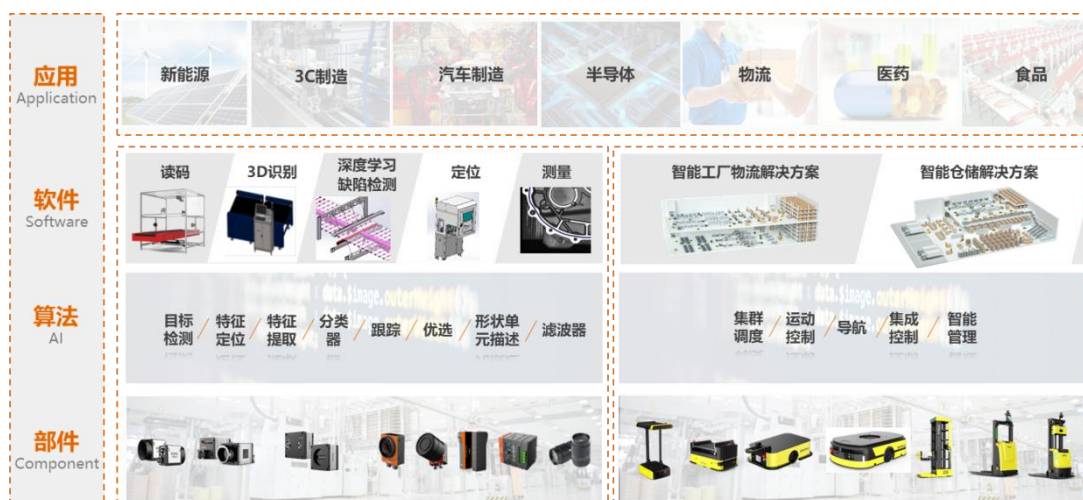 应用
Application
新能源
3C制造
汽车制造
半导体
物流
医药
食品
软件
Software
读码
3D识别
深度学习
缺陷检测
定位
测量
智能工厂物流解决方案
智能仓储解决方案
算法
AI
data.$image.outer
目标
检测
特征
定位
特征
提取
分类
器
跟踪
优选
形状单
元描述
滤波器
data.$image.outer
集群
调度
运动
控制
导航
集成
控制
智能
管理
部件
Component